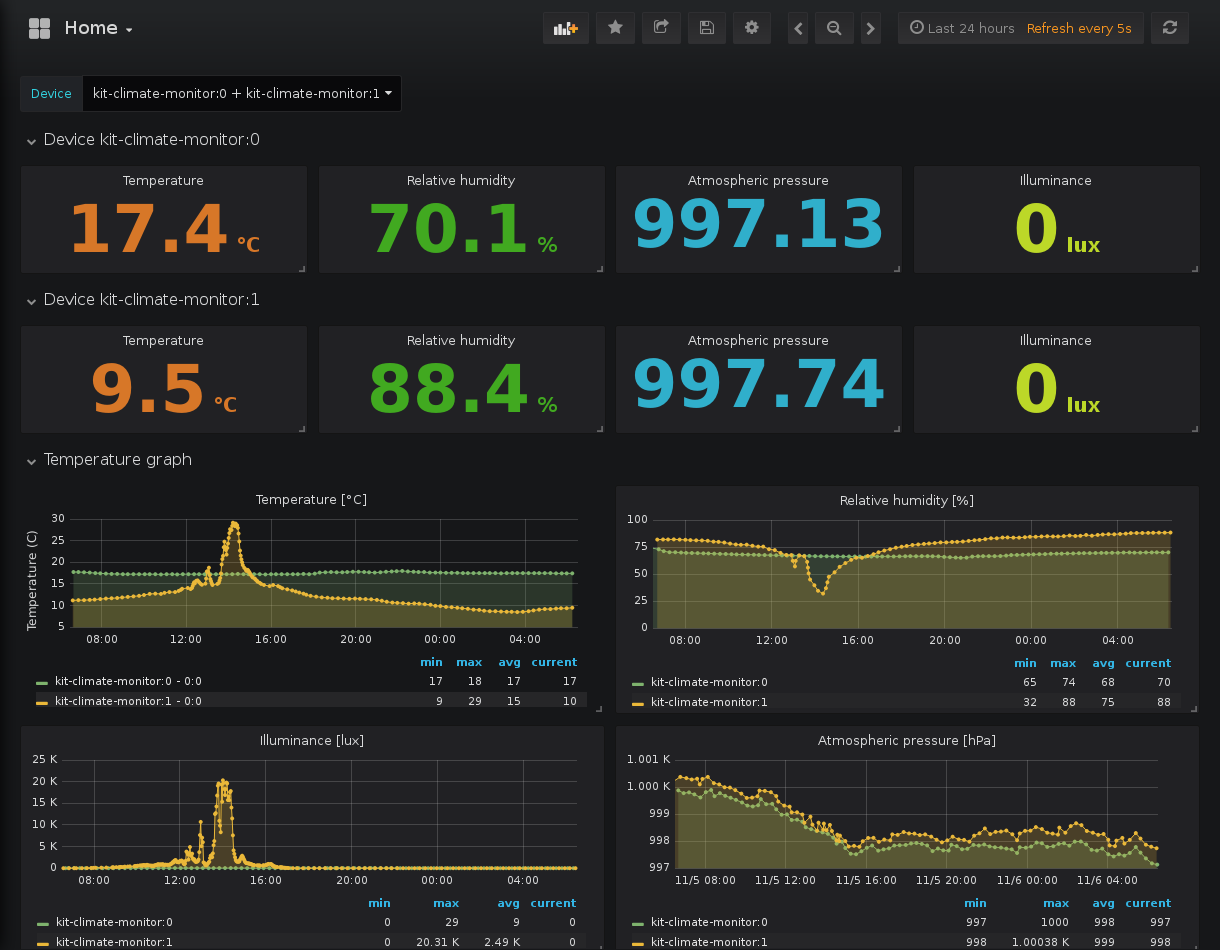 Home
Last 24 hours Refresh every 5s
Device kit-climate-monitor:0 + kit-climate-monitor:1
Device kit-climate-monitor:0
Temperature Relative humidity Atmospheric pressure Illuminance
17.4 °C 70.1 % 997.13 0 lux
Device kit-climate-monitor:1
Temperature Relative humidity Atmospheric pressure Illuminance
9.5 °C 88.4 % 997.74 0 lux
Temperature graph
Temperature [°C]
Temperature (C)
30
25
20
15
10
5
08:00 12:00 16:00 20:00 00:00 04:00
min max avg current
kit-climate-monitor:0 - 0:0 17 18 17 17
kit-climate-monitor:1 - 0:0 9 29 15 10
Relative humidity [%]
100
75
50
25
0
08:00 12:00 16:00 20:00 00:00 04:00
min max avg current
kit-climate-monitor:0 65 74 68 70
kit-climate-monitor:1 32 88 75 88
Illuminance [lux]
25 K
20 K
15 K
10 K
5 K
0
08:00 12:00 16:00 20:00 00:00 04:00
min max avg current
kit-climate-monitor:0 0 29 9 0
kit-climate-monitor:1 0 20.31 K 2.49 K 0
Atmospheric pressure [hPa]
1.001 K
1.000 K
999
998
997
11/5 08:00 11/5 12:00 11/5 16:00 11/5 20:00 11/6 00:00 11/6 04:00
min max avg current
kit-climate-monitor:0 997 1000 998 997
kit-climate-monitor:1 998 1.00038 K 999 998